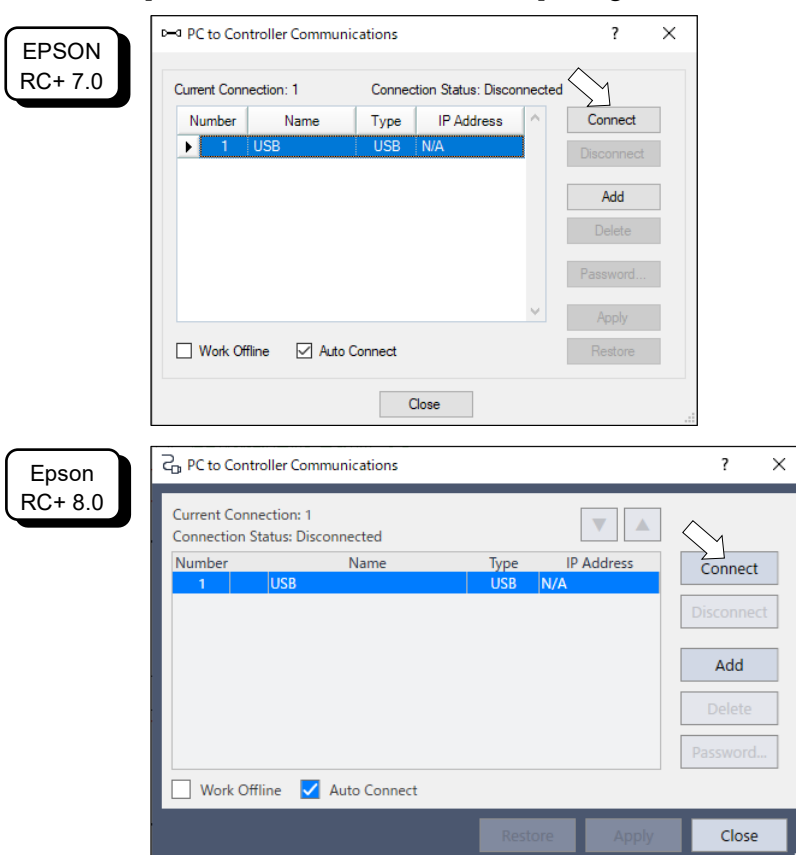 EPSON
RC+ 7.0
PC to Controller Communications ? ×
Current Connection: 1 Connection Status: Disconnected
Number Name Type IP Address
Connect
1 USB USB N/A
Disconnect
Add
Delete
Password...
Apply
Work Offline Auto Connect
Restore
Close
Epson
RC+ 8.0
PC to Controller Communications ? ×
Current Connection: 1
Connection Status: Disconnected
Number Name Type IP Address
Connect
1 USB USB N/A
Disconnect
Add
Delete
Password...
Work Offline Auto Connect
Restore Apply Close